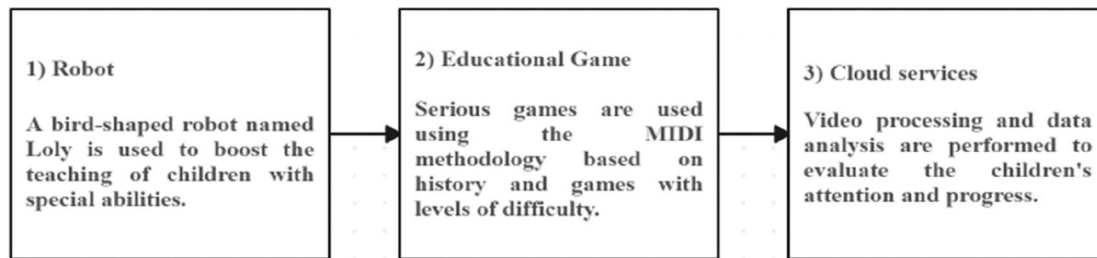 1) Robot
A bird-shaped robot named
Loly is used to boost the
teaching of children with
special abilities.
2) Educational Game
Serious games are used
using the MIDI
methodology based on
history and games with
levels of difficulty.
3) Cloud services
Video processing and data
analysis are performed to
evaluate the children's
attention and progress.